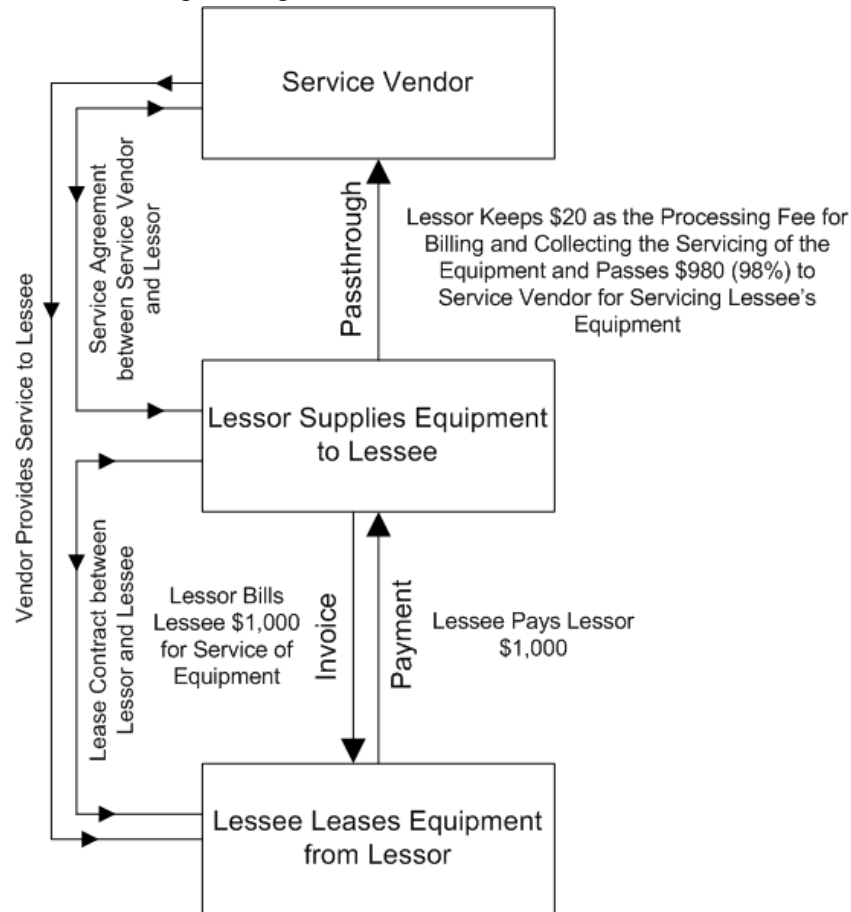 Service Vendor
Service Agreement
between Service Vendor
and Lessor
Passthrough
Lessor Keeps $20 as the Processing Fee for
Billing and Collecting the Servicing of the
Equipment and Passes $980 (98%) to
Service Vendor for Servicing Lessee's
Equipment
Vendor Provides Service to Lessee
Lessor Supplies Equipment
to Lessee
Lease Contract between
Lessor and Lessee
Lessor Bills
Lessee $1,000
for Service of
Equipment
Invoice
Payment
Lessee Pays Lessor
$1,000
Lessee Leases Equipment
from Lessor